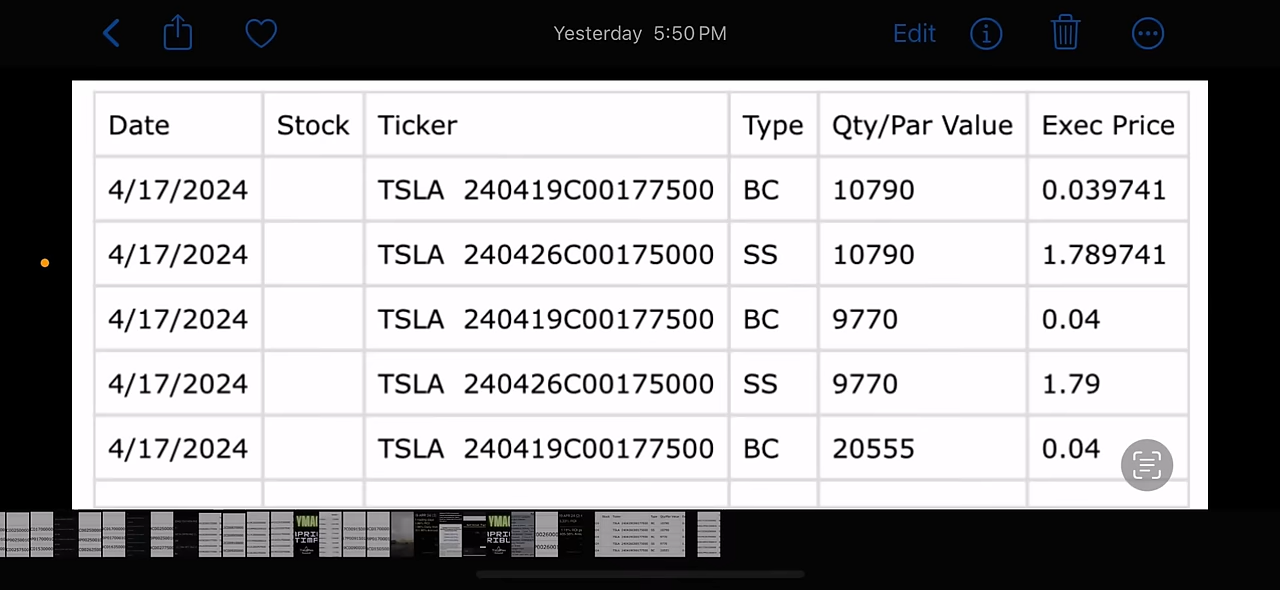 Yesterday 5:50 PM
Edit
Date Stock Ticker Type Qty/Par Value Exec Price
4/17/2024 TSLA 240419C00177500 BC 10790 0.039741
4/17/2024 TSLA 240426C00175000 SS 10790 1.789741
4/17/2024 TSLA 240419C00177500 BC 9770 0.04
4/17/2024 TSLA 240426C00175000 SS 9770 1.79
4/17/2024 TSLA 240419C00177500 BC 20555 0.04